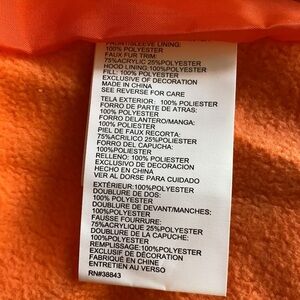 FRONT/SLEEVE LINING:
100%POLYESTER
FAUX FUR TRIM:
75%ACRYLIC 25%POLYESTER
HOOD LINING:100%POLYESTER
FILL: 100% POLYESTER
EXCLUSIVE OF DECORATION
MADE IN CHINA
SEE REVERSE FOR CARE
TELA EXTERIOR: 100% POLIESTER
FORRO DE PARTE DE ATRAS:
100% POLIESTER
FORRO DELANTERO/MANGA:
100%POLIESTER
PIEL DE FAUX RECORTA:
75%ACRILICO 25%POLIESTER
FORRO DEL CAPUCHA:
100%POLIESTER
RELLENO: 100% POLIESTER
EXCLUSIVO DE DECORACION
HECHO EN CHINA
VER AL DORSE PARA CUIDADO
EXTÉRIEUR:100%POLYESTER
DOUBLURE DE DOS:
100% POLYESTER
DOUBLURE DE DEVANT/MANCHES:
100%POLYESTER
FAUSSE FOURRURE:
75%ACRYLIQUE 25% POLYESTER
DOUBLURE DE LA CAPUCHE:
100%POLYESTER
REMPLISSAGE:100%POLYESTER
EXCLUSIF DE DÉCORATION
FABRIQUÉ EN CHINE
ENTRETIEN AU VERSO
RN#38843